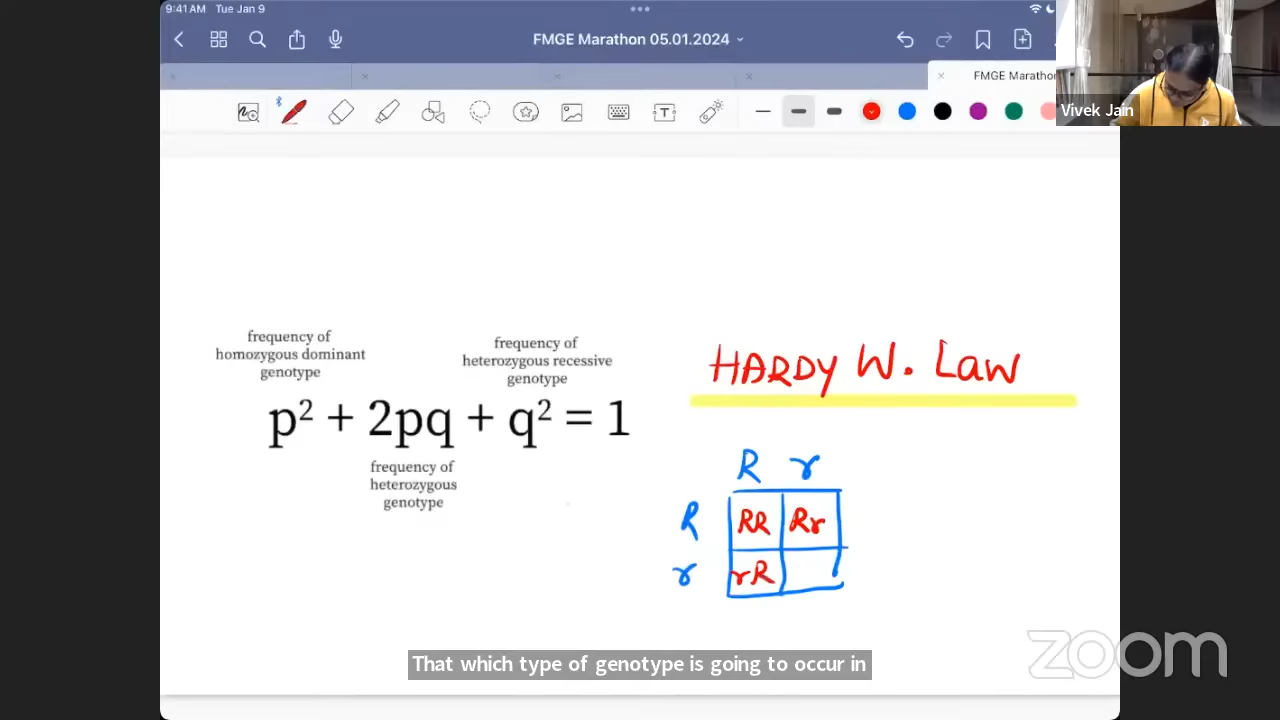 9:41 AM Tue Jan 9
FMGE Marathon 05.01.2024
FMGE Marathon
Vivek Jain
frequency of
homozygous dominant
genotype
frequency of
heterozygous recessive
genotype
p² + 2pq + q² = 1
frequency of
heterozygous
genotype
HARDY W. Law
R r
R RR Rr
r rR
That which type of genotype is going to occur in
zoom